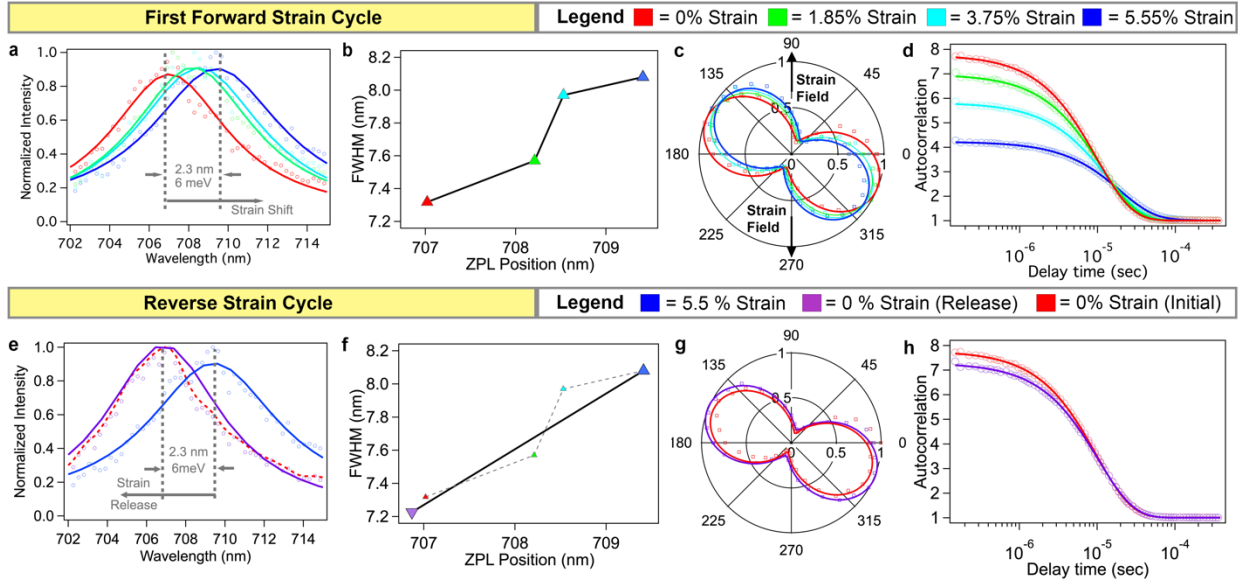 First Forward Strain Cycle
Legend = 0% Strain = 1.85% Strain = 3.75% Strain = 5.55% Strain
a
Normalized Intensity
1.0
0.8
0.6
0.4
0.2
0.0
2.3 nm
6 meV
Strain Shift
702 704 706 708 710 712 714
Wavelength (nm)
b
FWHM (nm)
8.2
8.0
7.8
7.6
7.4
7.2
707 708 709
ZPL Position (nm)
c
90
135 45
1
Strain
Field
0.5
180 0 0.5 1 0
Strain
Field
225 315
270
d
Autocorrelation
8
7
6
5
4
3
2
1
10-6 10-5 10-4
Delay time (sec)
Reverse Strain Cycle
Legend = 5.5 % Strain = 0 % Strain (Release) = 0% Strain (Initial)
e
Normalized Intensity
1.0
0.8
0.6
0.4
0.2
0.0
2.3 nm
6meV
Strain
Release
702 704 706 708 710 712 714
Wavelength (nm)
f
FWHM (nm)
8.2
8.0
7.8
7.6
7.4
7.2
707 708 709
ZPL Position (nm)
g
90
135 45
1
0.5
180 0 0.5 1 0
225 315
270
h
Autocorrelation
8
7
6
5
4
3
2
1
10-6 10-5 10-4
Delay time (sec)